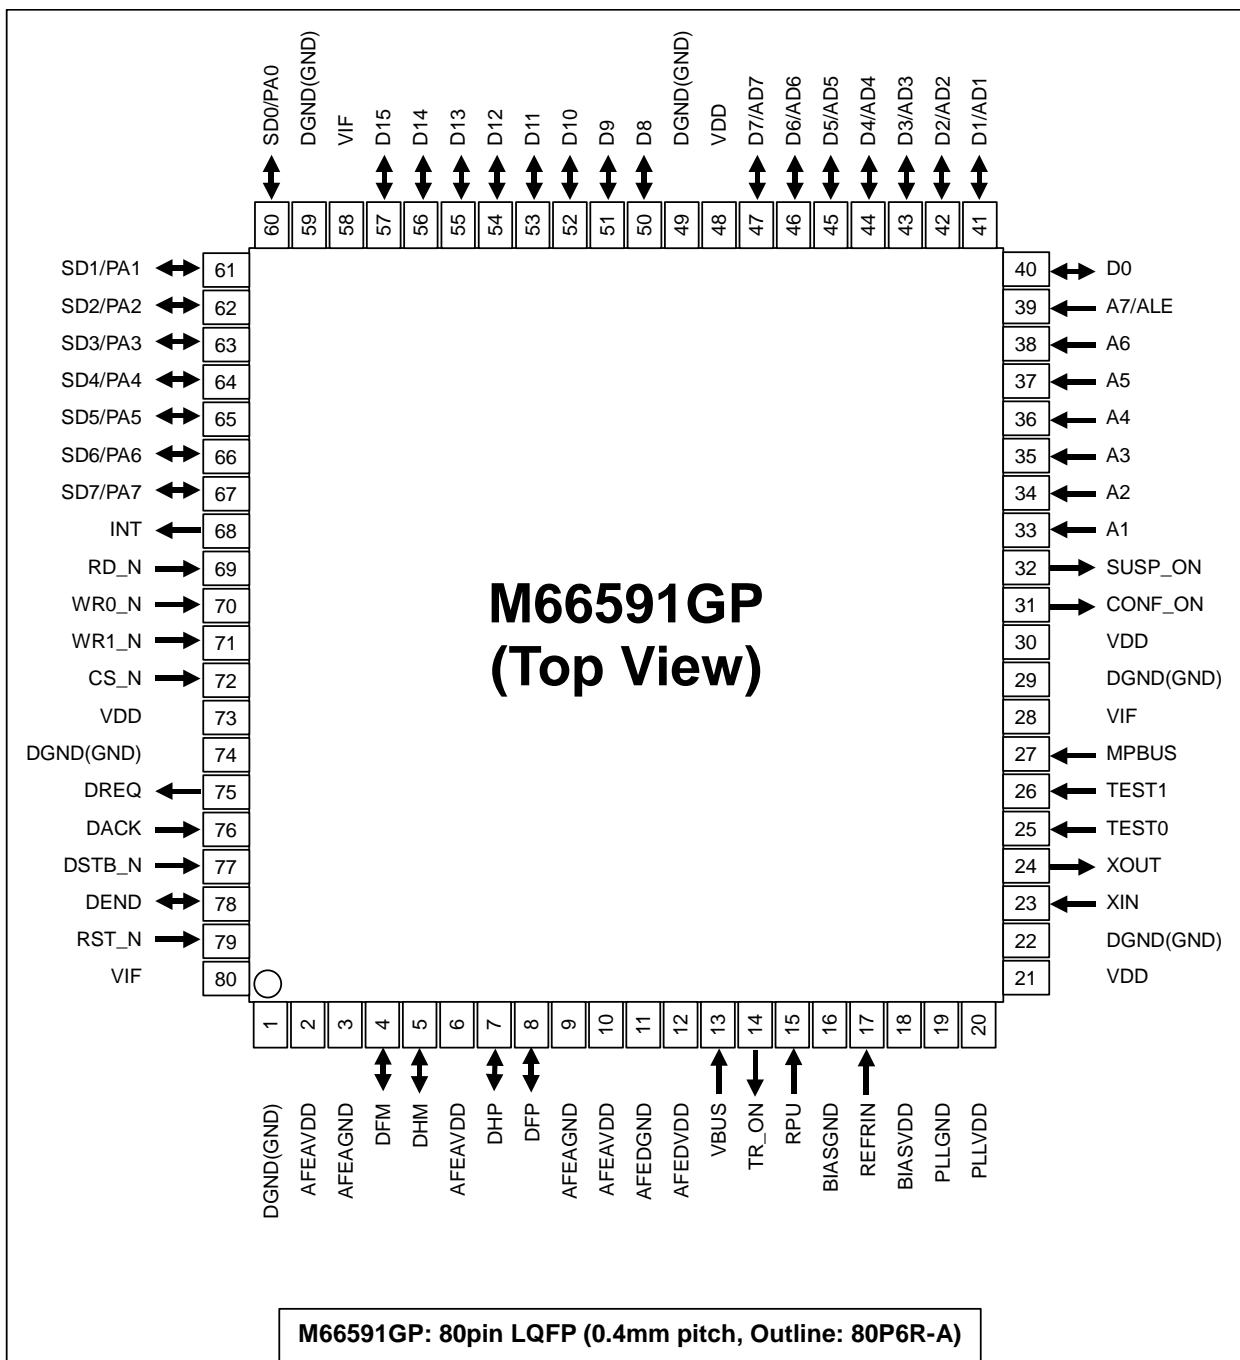 SD0/PA0
DGND(GND)
VIF
D15
D14
D13
D12
D11
D10
D9
D8
DGND(GND)
VDD
D7/AD7
D6/AD6
D5/AD5
D4/AD4
D3/AD3
D2/AD2
D1/AD1
60
59
58
57
56
55
54
53
52
51
50
49
48
47
46
45
44
43
42
41
SD1/PA1 61
SD2/PA2 62
SD3/PA3 63
SD4/PA4 64
SD5/PA5 65
SD6/PA6 66
SD7/PA7 67
INT 68
RD_N 69
WR0_N 70
WR1_N 71
CS_N 72
VDD 73
DGND(GND) 74
DREQ 75
DACK 76
DSTB_N 77
DEND 78
RST_N 79
VIF 80
M66591GP
(Top View)
40 D0
39 A7/ALE
38 A6
37 A5
36 A4
35 A3
34 A2
33 A1
32 SUSP_ON
31 CONF_ON
30 VDD
29 DGND(GND)
28 VIF
27 MPBUS
26 TEST1
25 TEST0
24 XOUT
23 XIN
22 DGND(GND)
21 VDD
1
2
3
4
5
6
7
8
9
10
11
12
13
14
15
16
17
18
19
20
DGND(GND)
AFEAVDD
AFEAGND
DFM
DHM
AFEAVDD
DHP
DFP
AFEAGND
AFEAVDD
AFEDGND
AFEDVDD
VBUS
TR_ON
RPU
BIASGND
REFRIN
BIASVDD
PLLGND
PLLVDD
M66591GP: 80pin LQFP (0.4mm pitch, Outline: 80P6R-A)